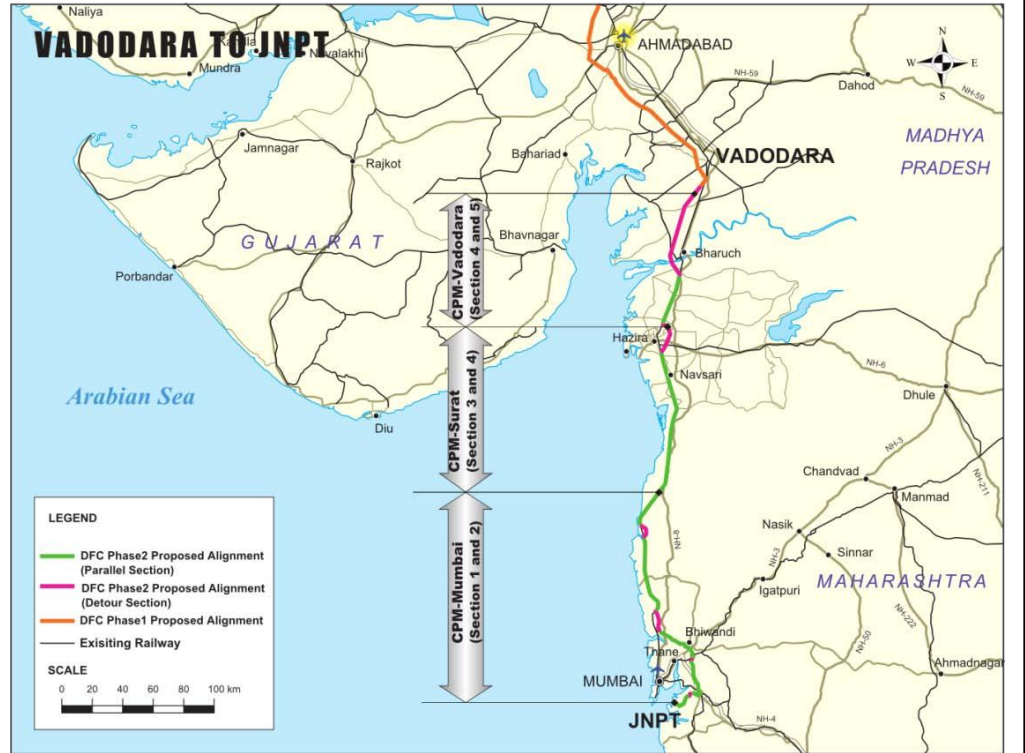 VADODARA TO JNPT
Naliya
Kandla
Navalakhi
Mundra
AHMADABAD
N
W E
S
NH-59
Dahod
NH-59
MADHYA
PRADESH
Jamnagar
Rajkot
Bahariad
VADODARA
GUJARAT
Bhavnagar
Bharuch
Porbandar
CPM-Vadodara
(Section 4 and 5)
Hazira
NH-6
Navsari
Dhule
Arabian Sea
Diu
CPM-Surat
(Section 3 and 4)
NH-3
NH-211
Chandvad
Manmad
NH-8
Nasik
Sinnar
NH-3
Igatpuri
MAHARASHTRA
NH-222
NH-50
CPM-Mumbai
(Section 1 and 2)
Bhiwandi
Thane
Ahmadnagar
MUMBAI
JNPT
NH-4
LEGEND
DFC Phase2 Proposed Alignment
(Parallel Section)
DFC Phase2 Proposed Alignment
(Detour Section)
DFC Phase1 Proposed Alignment
Exisiting Railway
SCALE
0 20 40 60 80 100 km